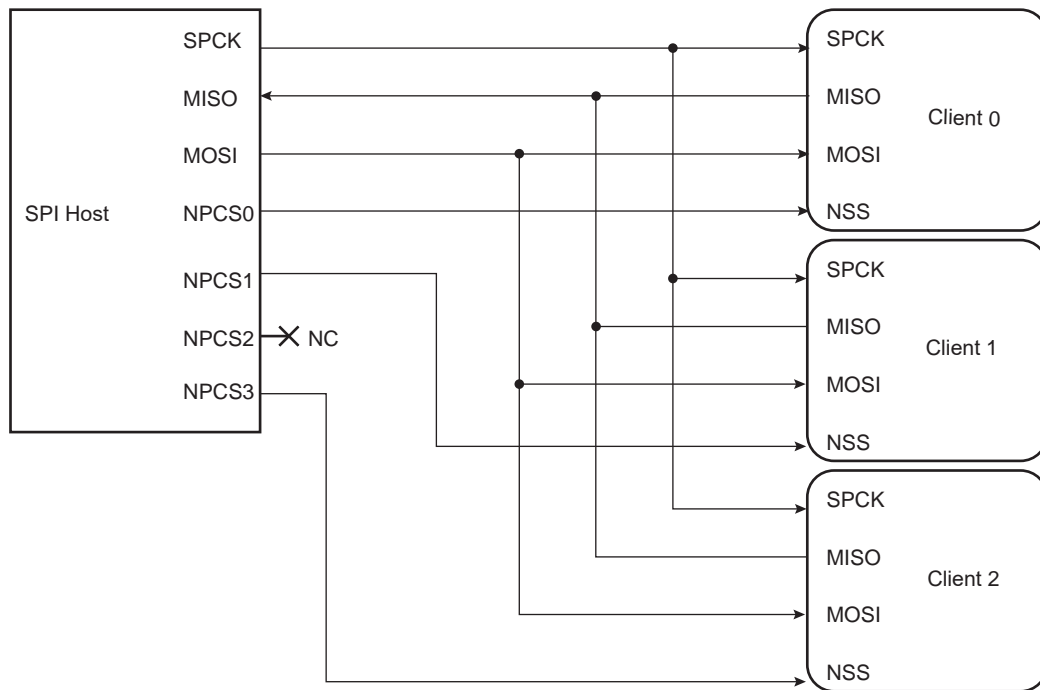 SPI Host
SPCK
MISO
MOSI
NPCS0
NPCS1
NPCS2
NC
NPCS3
SPCK
MISO
Client 0
MOSI
NSS
SPCK
MISO
Client 1
MOSI
NSS
SPCK
MISO
Client 2
MOSI
NSS